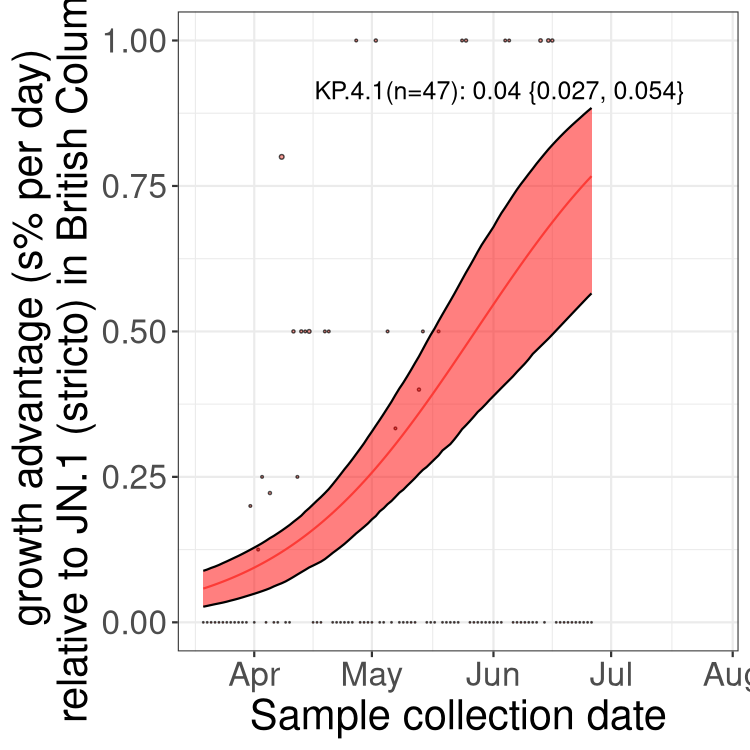 growth advantage (s% per day)
relative to JN.1 (stricto) in British Colum
1.00
0.75
0.50
0.25
0.00
KP.4.1(n=47): 0.04 {0.027, 0.054}
Apr May Jun Jul Aug
Sample collection date